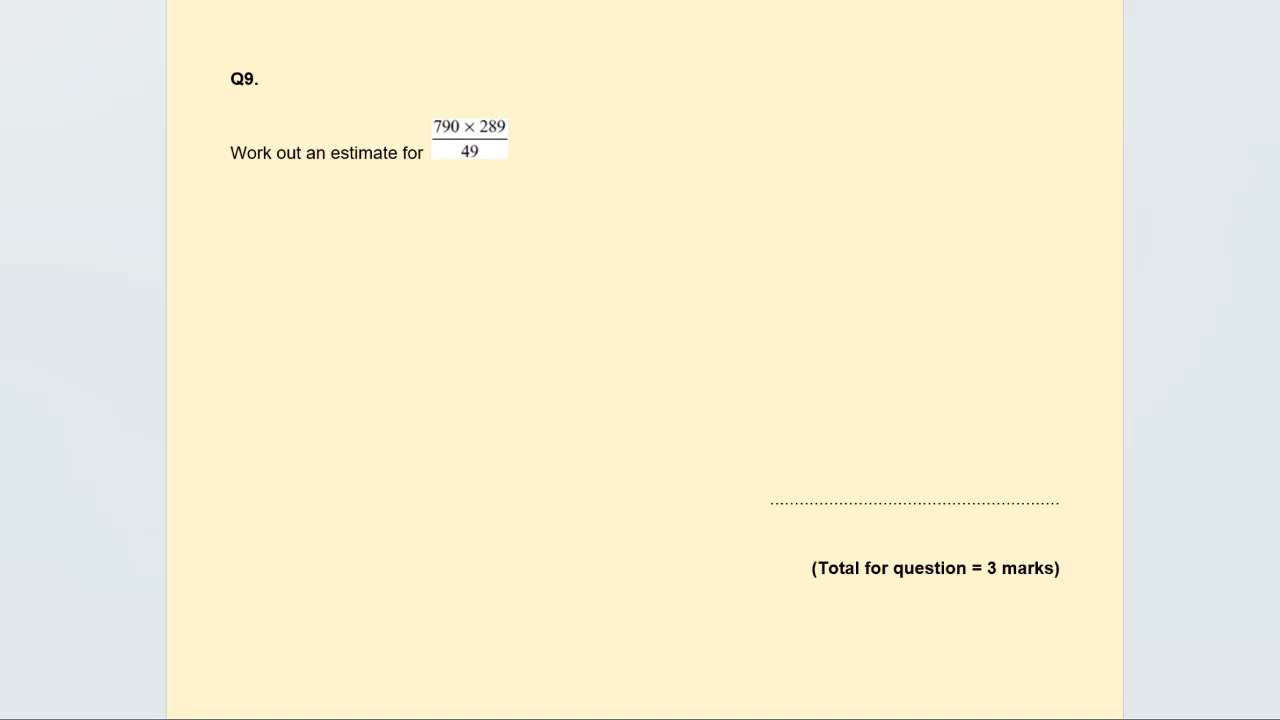 Q9.
790 × 289
Work out an estimate for
49
............................................................
(Total for question = 3 marks)